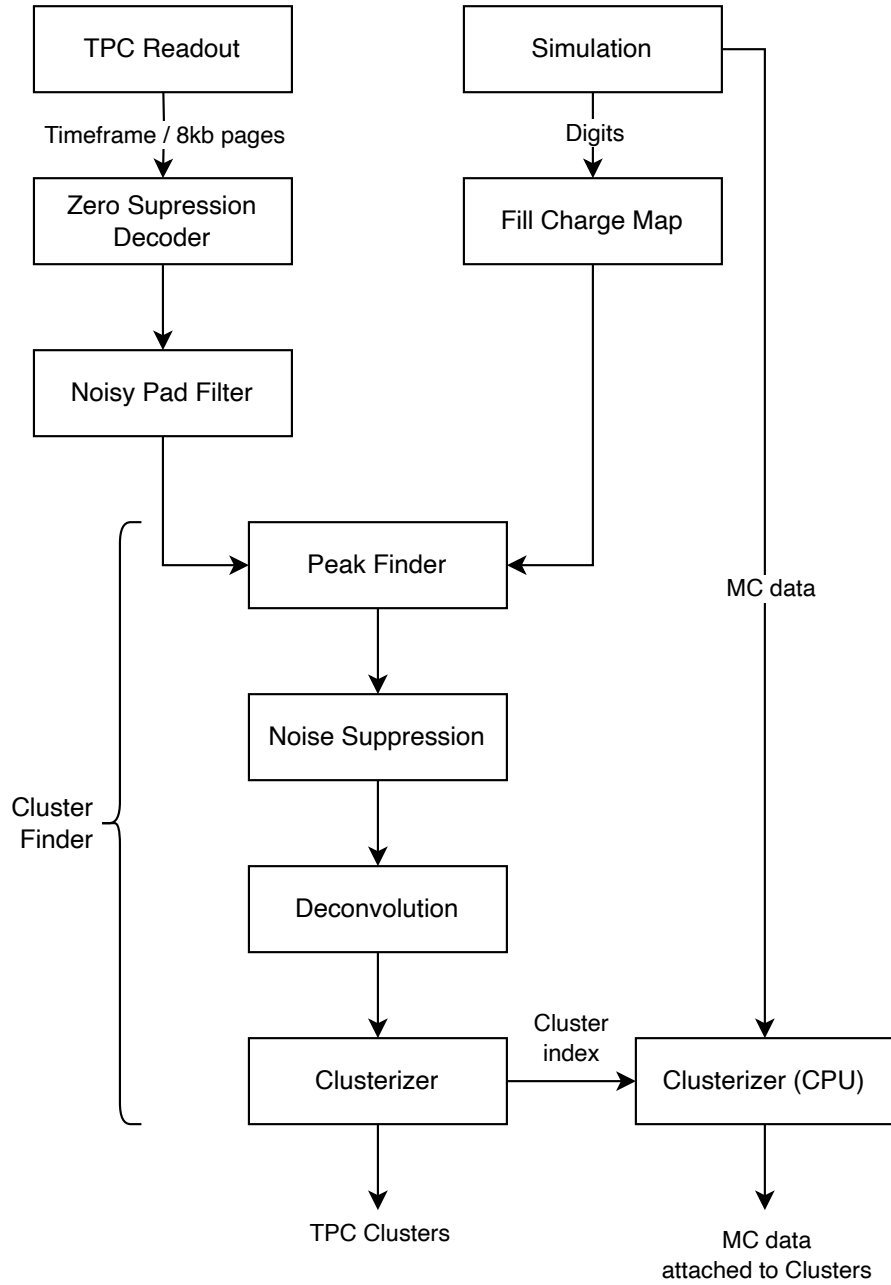 TPC Readout
Simulation
Timeframe / 8kb pages
Digits
Zero Supression
Decoder
Fill Charge Map
Noisy Pad Filter
Peak Finder
MC data
Noise Suppression
Cluster
Finder
Deconvolution
Cluster
index
Clusterizer
Clusterizer (CPU)
TPC Clusters
MC data
attached to Clusters